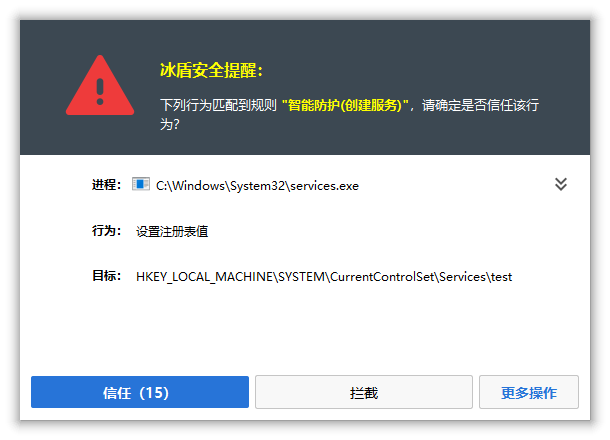 冰盾安全提醒：
下列行为匹配到规则 "智能防护(创建服务)"，请确定是否信任该行
为？
进程： C:\Windows\System32\services.exe
行为： 设置注册表值
目标： HKEY_LOCAL_MACHINE\SYSTEM\CurrentControlSet\Services\test
信任（15） 拦截 更多操作